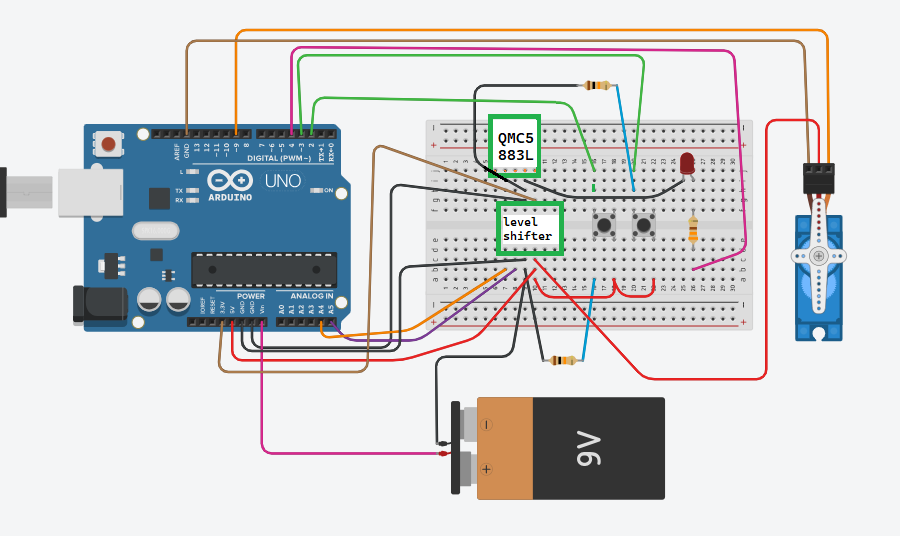 AREF
GND
13
12
~11
~10
~9
8
7
~6
~5
4
~3
2
TX→1
RX←0
DIGITAL (PWM~)
L
TX
RX
UNO
ARDUINO
ON
QMC5
883L
level
shifter
POWER
ANALOG IN
IOREF
RESET
3.3V
5V
GND
GND
Vin
A0
A1
A2
A3
A4
A5
9V